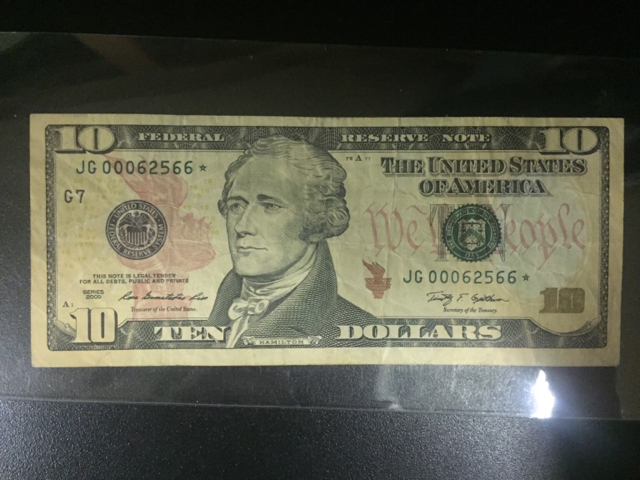 10 FEDERAL RESERVE NOTE 10
JG 00062566 ★
THE UNITED STATES
OF AMERICA
G7
We The People
THIS NOTE IS LEGAL TENDER
FOR ALL DEBTS, PUBLIC AND PRIVATE
JG 00062566 ★
SERIES
2009
Treasurer of the United States.
Secretary of the Treasury.
10
10 TEN DOLLARS
HAMILTON